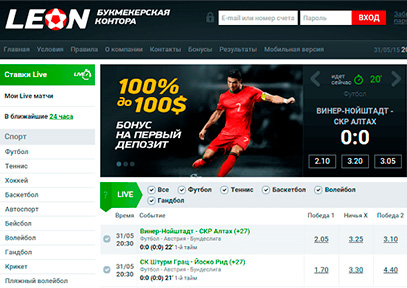 LEON БУКМЕКЕРСКАЯ КОНТОРА
E-mail или номер счета
Пароль
ВХОД
Главная Условия Правила О компании Контакты Бонусы Результаты Мобильная версия
31/05/15
Ставки Live LIVE
Мои Live матчи
В ближайшие 24 часа
Спорт
Футбол
Теннис
Хоккей
Баскетбол
Автоспорт
Бейсбол
Волейбол
Гандбол
Крикет
Пляжный волейбол
100%
до 100$
БОНУС
НА ПЕРВЫЙ
ДЕПОЗИТ
идет сейчас 20'
Футбол
ВИНЕР-НОЙШТАДТ -
СКР АЛТАХ
0:0
2.10 3.20 3.05
? LIVE Все Футбол Теннис Баскетбол Волейбол
Гандбол
Время Событие Победа 1 Ничья X Победа 2
31/05 20:30
Винер-Нойштадт - СКР Алтах (+27)
Футбол - Австрия - Бундеслига
0:0 (0:0) 22' 1-й тайм
2.05 3.25 3.10
31/05 20:30
СК Штурм Грац - Йоско Рид (+27)
Футбол - Австрия - Бундеслига
0:0 (0:0) 21' 1-й тайм
1.70 3.30 4.40